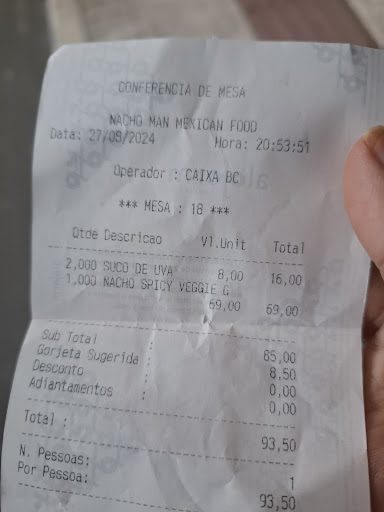 CONFERENCIA DE MESA
NACHO MAN MEXICAN FOOD
Data: 27/08/2024 Hora: 20:53:51
Operador : CAIXA BC
*** MESA : 18 ***
Qtde Descricao Vl.Unit Total
2,000 SUCO DE UVA 8,00 16,00
1,000 NACHO SPICY VEGGIE G
69,00 69,00
Sub Total : 85,00
Gorjeta Sugerida : 8,50
Desconto : 0,00
Adiantamentos : 0,00
Total : 93,50
N. Pessoas: 1
Por Pessoa: 93,50